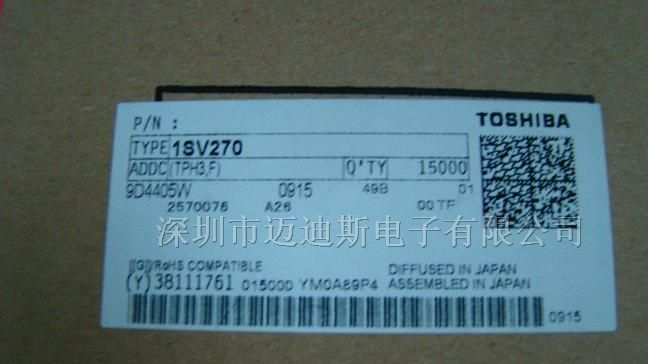 P/N : TOSHIBA
TYPE 1SV270
ADDC (TPH3,F) Q'TY 15000
9D4405W 0915 49B 01
2570076 A26 00 TF
深圳市迈迪斯电子有限公司
[[G]]/RoHS COMPATIBLE DIFFUSED IN JAPAN
(Y)38111761 015000 YM0A89P4 ASSEMBLED IN JAPAN
0915